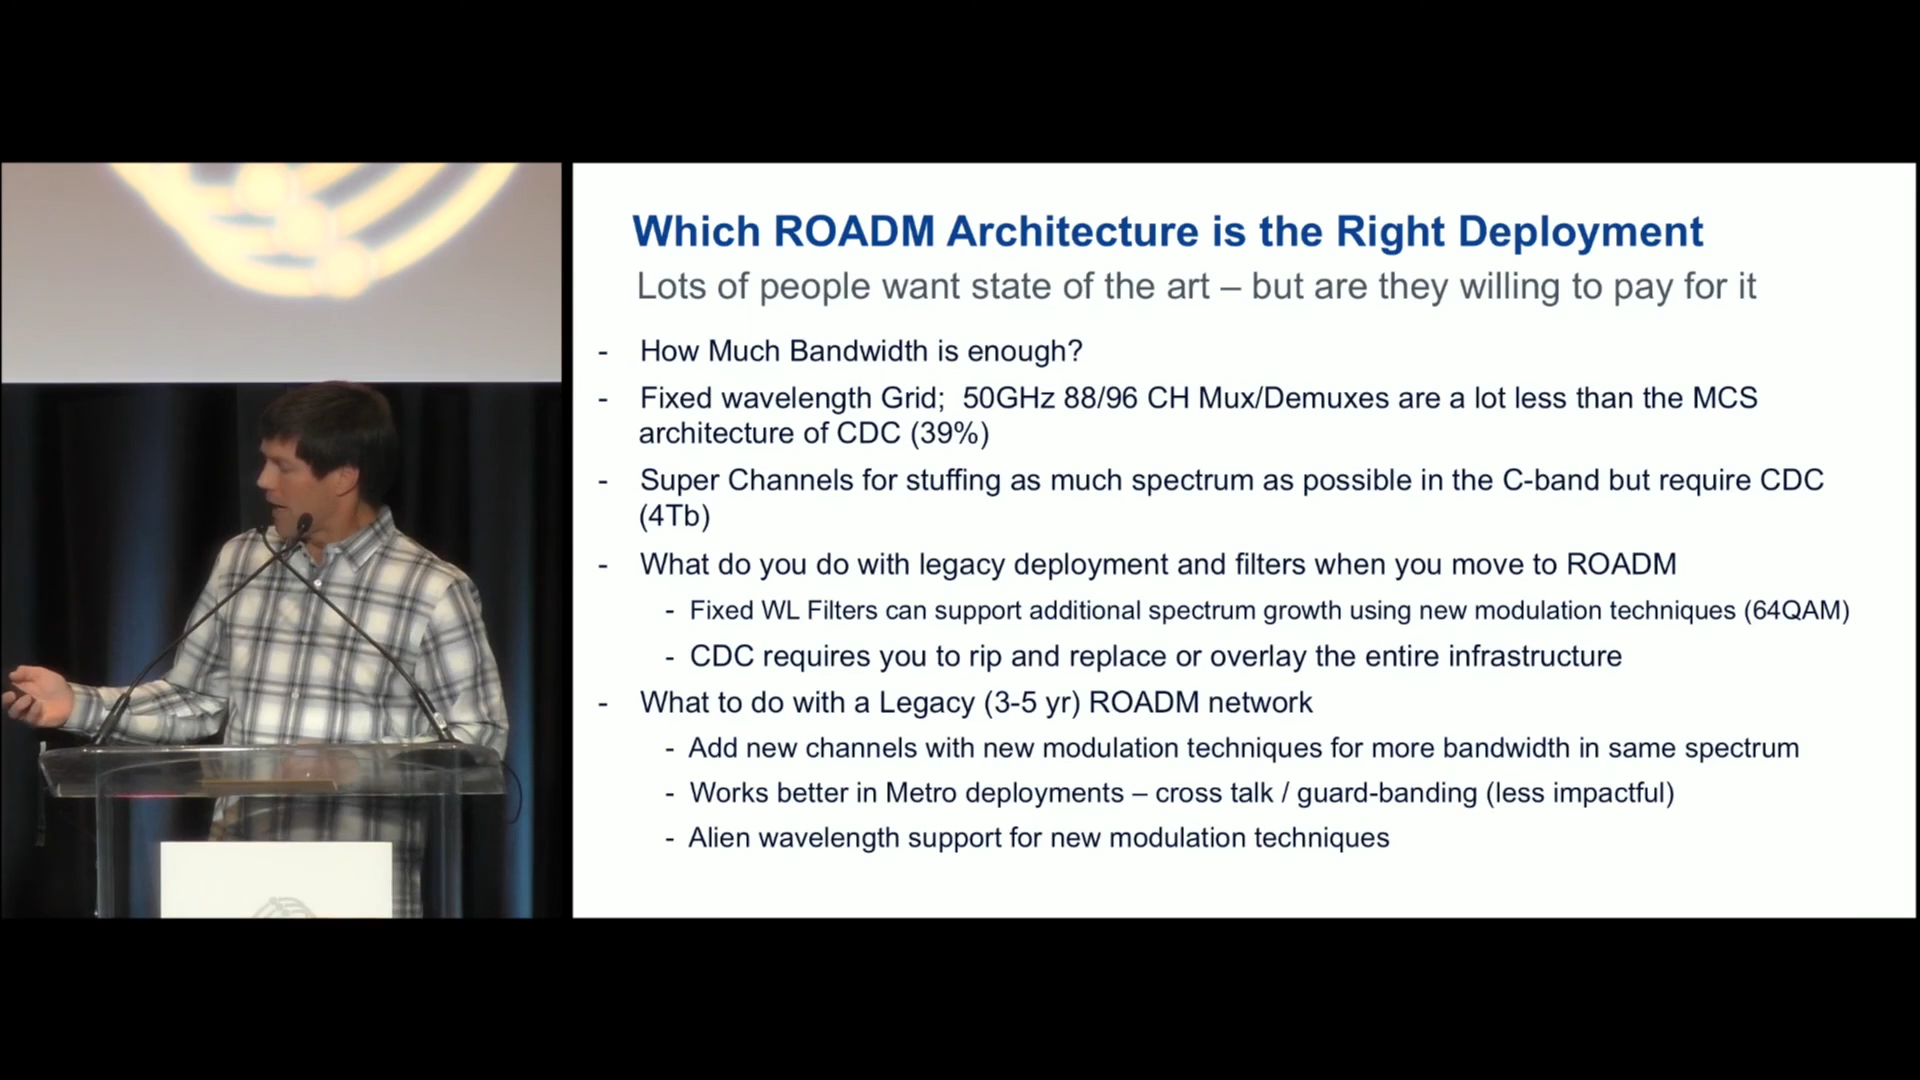 Which ROADM Architecture is the Right Deployment
Lots of people want state of the art – but are they willing to pay for it
- How Much Bandwidth is enough?
- Fixed wavelength Grid; 50GHz 88/96 CH Mux/Demuxes are a lot less than the MCS
architecture of CDC (39%)
- Super Channels for stuffing as much spectrum as possible in the C-band but require CDC
(4Tb)
- What do you do with legacy deployment and filters when you move to ROADM
- Fixed WL Filters can support additional spectrum growth using new modulation techniques (64QAM)
- CDC requires you to rip and replace or overlay the entire infrastructure
- What to do with a Legacy (3-5 yr) ROADM network
- Add new channels with new modulation techniques for more bandwidth in same spectrum
- Works better in Metro deployments – cross talk / guard-banding (less impactful)
- Alien wavelength support for new modulation techniques